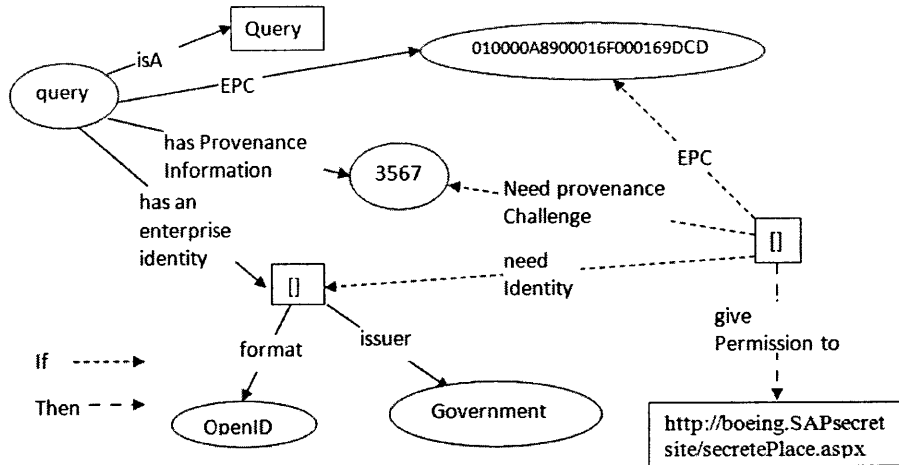 Query
isA
010000A8900016F000169DCD
EPC
query
has Provenance
Information
3567
EPC
Need provenance
Challenge
has an
enterprise
identity
[]
need
Identity
[]
give
Permission to
format
issuer
If
Then
OpenID
Government
http://boeing.SAPsecret
site/secretePlace.aspx